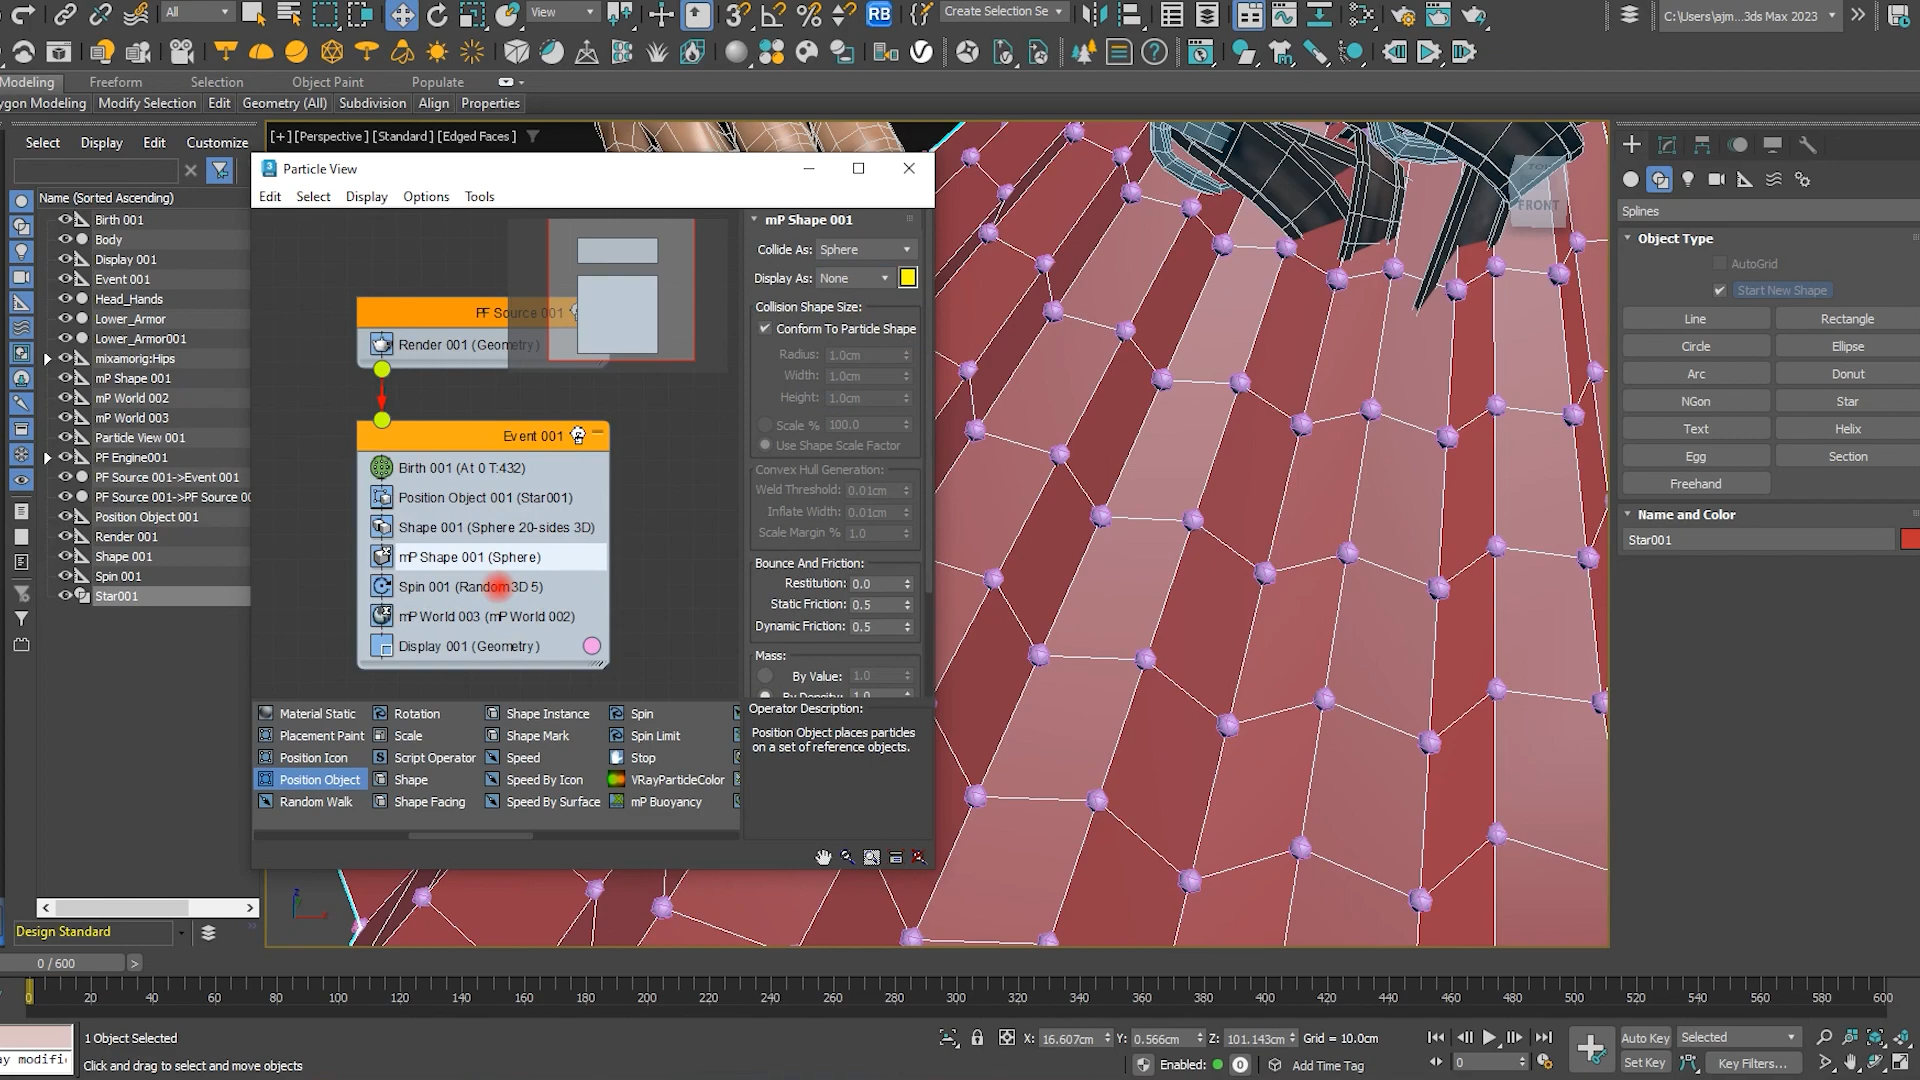 All
View
Create Selection Se
C:\Users\ajm...3ds Max 2023
Modeling
Freeform
Selection
Object Paint
Populate
ygon Modeling
Modify Selection
Edit
Geometry (All)
Subdivision
Align
Properties
Select
Display
Edit
Customize
[+] [Perspective ] [Standard ] [Edged Faces ]
Name (Sorted Ascending)
Birth 001
Body
Display 001
Event 001
Head_Hands
Lower_Armor
Lower_Armor001
mixamorig:Hips
mP Shape 001
mP World 002
mP World 003
Particle View 001
PF Engine001
PF Source 001->Event 001
PF Source 001->PF Source 00
Position Object 001
Render 001
Shape 001
Spin 001
Star001
Particle View
Edit
Select
Display
Options
Tools
PF Source 001
Render 001 (Geometry )
Event 001
Birth 001 (At 0 T:432)
Position Object 001 (Star001)
Shape 001 (Sphere 20-sides 3D)
mP Shape 001 (Sphere)
Spin 001 (Random 3D 5)
mP World 003 (mP World 002)
Display 001 (Geometry )
mP Shape 001
Collide As: Sphere
Display As: None
Collision Shape Size:
Conform To Particle Shape
Radius: 1.0cm
Width: 1.0cm
Height: 1.0cm
Scale % 100.0
Use Shape Scale Factor
Convex Hull Generation:
Weld Threshold: 0.01cm
Inflate Width: 0.01cm
Scale Margin % 1.0
Bounce And Friction:
Restitution: 0.0
Static Friction: 0.5
Dynamic Friction: 0.5
Mass:
By Value: 1.0
By Density: 1.0
Material Static
Rotation
Shape Instance
Spin
Placement Paint
Scale
Shape Mark
Spin Limit
Position Icon
Script Operator
Speed
Stop
Position Object
Shape
Speed By Icon
VRayParticleColor
Random Walk
Shape Facing
Speed By Surface
mP Buoyancy
Operator Description:
Position Object places particles
on a set of reference objects.
TOP
FRONT
Splines
Object Type
AutoGrid
Start New Shape
Line
Rectangle
Circle
Ellipse
Arc
Donut
NGon
Star
Text
Helix
Egg
Section
Freehand
Name and Color
Star001
Design Standard
0 / 600
>
0 20 40 60 80 100 120 140 160 180 200 220 240 260 280 300 320 340 360 380 400 420 440 460 480 500 520 540 560 580 600
1 Object Selected
X: 16.607cm
Y: 0.566cm
Z: 101.143cm
Grid = 10.0cm
Auto Key
Selected
ay modifi
Click and drag to select and move objects
Enabled:
0
Add Time Tag
0
Set Key
Key Filters...